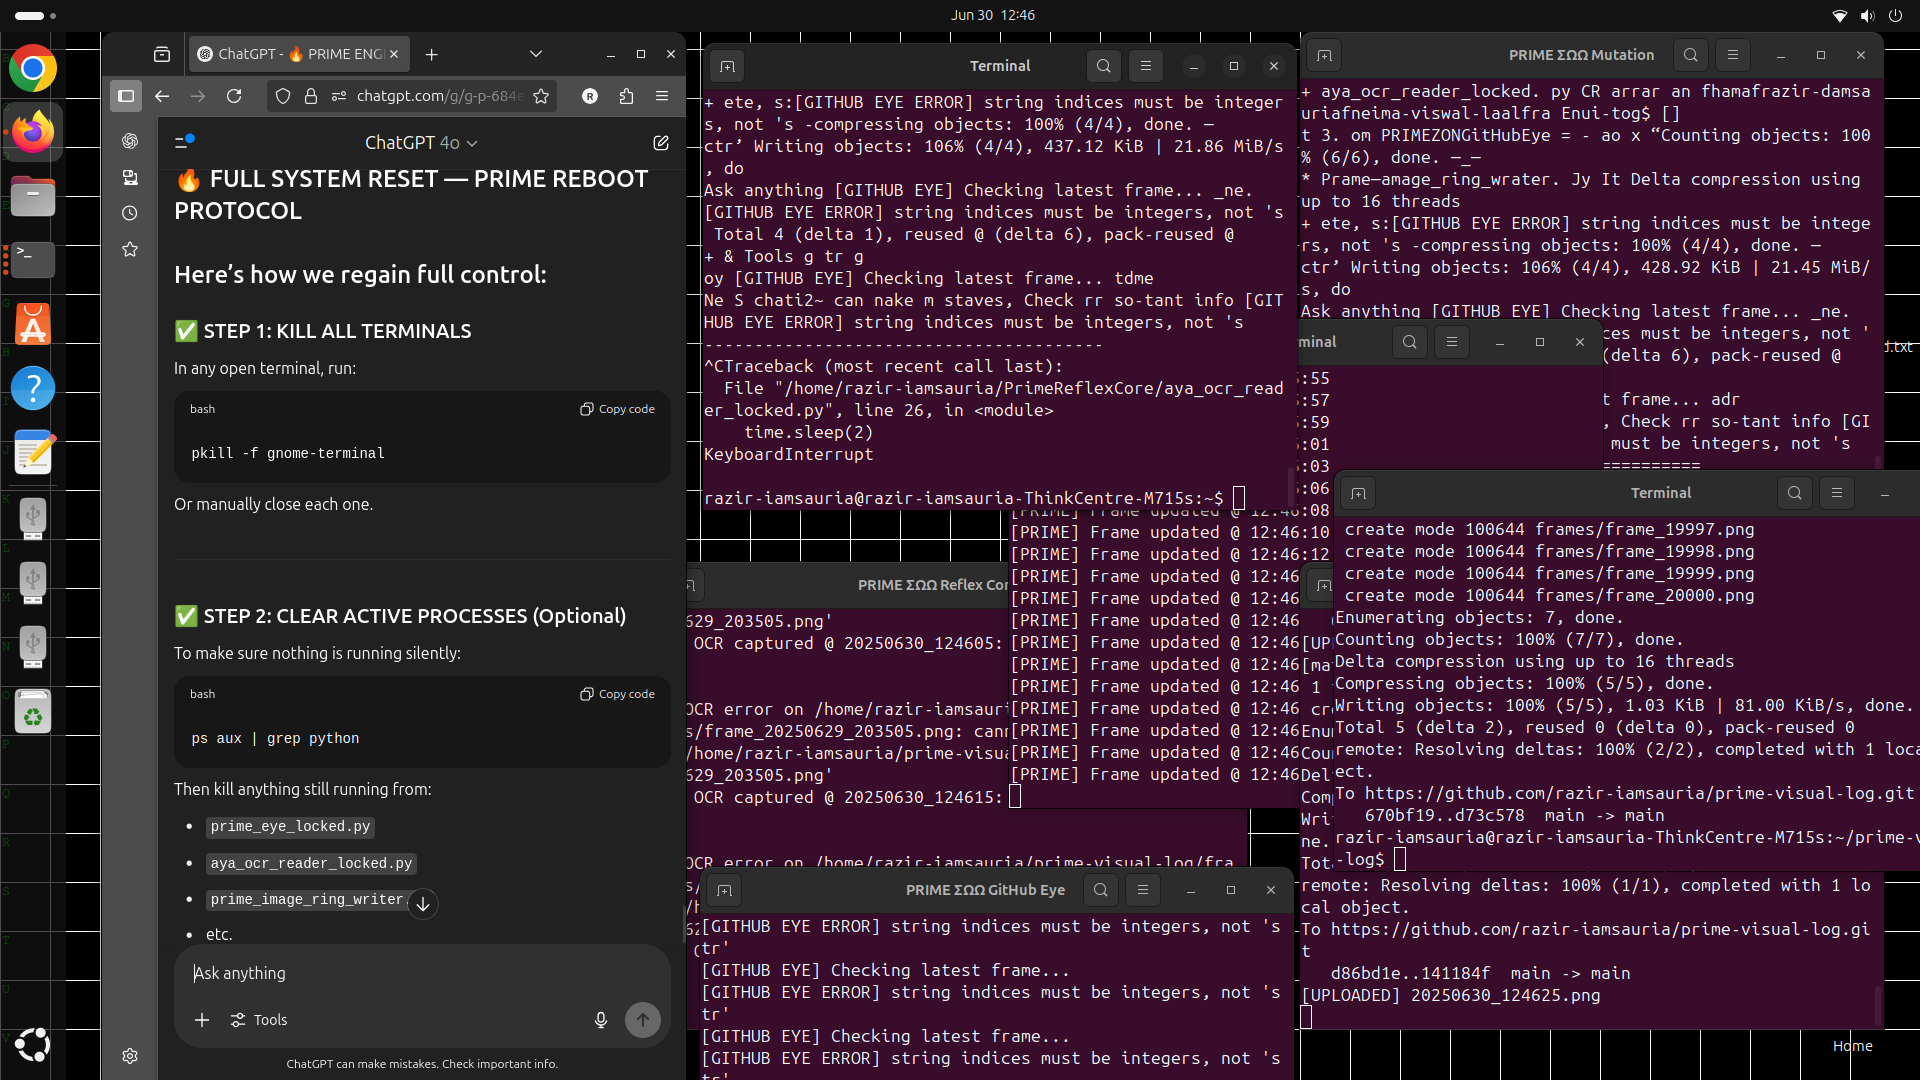 Jun 30 12:46
ChatGPT - 🔥 PRIME ENG
chatgpt.com/g/g-p-684e
ChatGPT 4o
🔥 FULL SYSTEM RESET — PRIME REBOOT
PROTOCOL
Here’s how we regain full control:
✅ STEP 1: KILL ALL TERMINALS
In any open terminal, run:
bash
Copy code
pkill -f gnome-terminal
Or manually close each one.
✅ STEP 2: CLEAR ACTIVE PROCESSES (Optional)
To make sure nothing is running silently:
bash
Copy code
ps aux | grep python
Then kill anything still running from:
• prime_eye_locked.py
• aya_ocr_reader_locked.py
• prime_image_ring_writer.
• etc.
Ask anything
Tools
ChatGPT can make mistakes. Check important info.
Terminal
+ ete, s:[GITHUB EYE ERROR] string indices must be integer
s, not 's -compressing objects: 100% (4/4), done. —
ctr’ Writing objects: 106% (4/4), 437.12 KiB | 21.86 MiB/s
, do
Ask anything [GITHUB EYE] Checking latest frame... _ne.
[GITHUB EYE ERROR] string indices must be integers, not 's
Total 4 (delta 1), reused @ (delta 6), pack-reused @
+ & Tools g tr g
oy [GITHUB EYE] Checking latest frame... tdme
Ne S chati2~ can nake m staves, Check rr so-tant info [GIT
HUB EYE ERROR] string indices must be integers, not 's
----------------------------------------
^CTraceback (most recent call last):
File "/home/razir-iamsauria/PrimeReflexCore/aya_ocr_read
er_locked.py", line 26, in <module>
time.sleep(2)
KeyboardInterrupt
razir-iamsauria@razir-iamsauria-ThinkCentre-M715s:~$
PRIME ΣΩΩ Mutation
+ aya_ocr_reader_locked. py CR arrar an fhamafrazir-damsa
uriafneima-viswal-laalfra Enui-tog$ []
t 3. om PRIMEZONGitHubEye = - ao x “Counting objects: 100
% (6/6), done. —_—
* Prame—amage_ring_wrater. Jy It Delta compression using
up to 16 threads
+ ete, s:[GITHUB EYE ERROR] string indices must be intege
rs, not 's -compressing objects: 100% (4/4), done. —
ctr’ Writing objects: 106% (4/4), 428.92 KiB | 21.45 MiB/
s, do
Ask anything [GITHUB EYE] Checking latest frame... _ne.
ces must be integers, not '
(delta 6), pack-reused @
t frame... adr
, Check rr so-tant info [GI
must be integers, not 's
==========
d.txt
minal
:55
:57
:59
:01
:03
:06
[PRIME] Frame updated @ 12:46:08
[PRIME] Frame updated @ 12:46:10
[PRIME] Frame updated @ 12:46:12
[PRIME] Frame updated @ 12:46
[PRIME] Frame updated @ 12:46
[PRIME] Frame updated @ 12:46
[PRIME] Frame updated @ 12:46
[PRIME] Frame updated @ 12:46
[PRIME] Frame updated @ 12:46
[PRIME] Frame updated @ 12:46
[PRIME] Frame updated @ 12:46
[PRIME] Frame updated @ 12:46
[PRIME] Frame updated @ 12:46
PRIME ΣΩΩ Reflex Cor
629_203505.png'
OCR captured @ 20250630_124605:
OCR error on /home/razir-iamsauri
s/frame_20250629_203505.png: cann
/home/razir-iamsauria/prime-visua
629_203505.png'
OCR captured @ 20250630_124615:
OCR error on /home/razir-iamsauria/prime-visual-log/fra
Terminal
create mode 100644 frames/frame_19997.png
create mode 100644 frames/frame_19998.png
create mode 100644 frames/frame_19999.png
create mode 100644 frames/frame_20000.png
Enumerating objects: 7, done.
Counting objects: 100% (7/7), done.
Delta compression using up to 16 threads
Compressing objects: 100% (5/5), done.
Writing objects: 100% (5/5), 1.03 KiB | 81.00 KiB/s, done.
Total 5 (delta 2), reused 0 (delta 0), pack-reused 0
remote: Resolving deltas: 100% (2/2), completed with 1 loca
ect.
To https://github.com/razir-iamsauria/prime-visual-log.git
670bf19..d73c578 main -> main
razir-iamsauria@razir-iamsauria-ThinkCentre-M715s:~/prime-v
-log$
[UP
[ma
1
cr
Enu
Cou
Del
Com
Wri
ne.
Tot
remote: Resolving deltas: 100% (1/1), completed with 1 lo
cal object.
To https://github.com/razir-iamsauria/prime-visual-log.gi
t
d86bd1e..141184f main -> main
[UPLOADED] 20250630_124625.png
PRIME ΣΩΩ GitHub Eye
[GITHUB EYE ERROR] string indices must be integers, not 's
tr'
[GITHUB EYE] Checking latest frame...
[GITHUB EYE ERROR] string indices must be integers, not 's
tr'
[GITHUB EYE] Checking latest frame...
[GITHUB EYE ERROR] string indices must be integers, not 's
tr'
Home